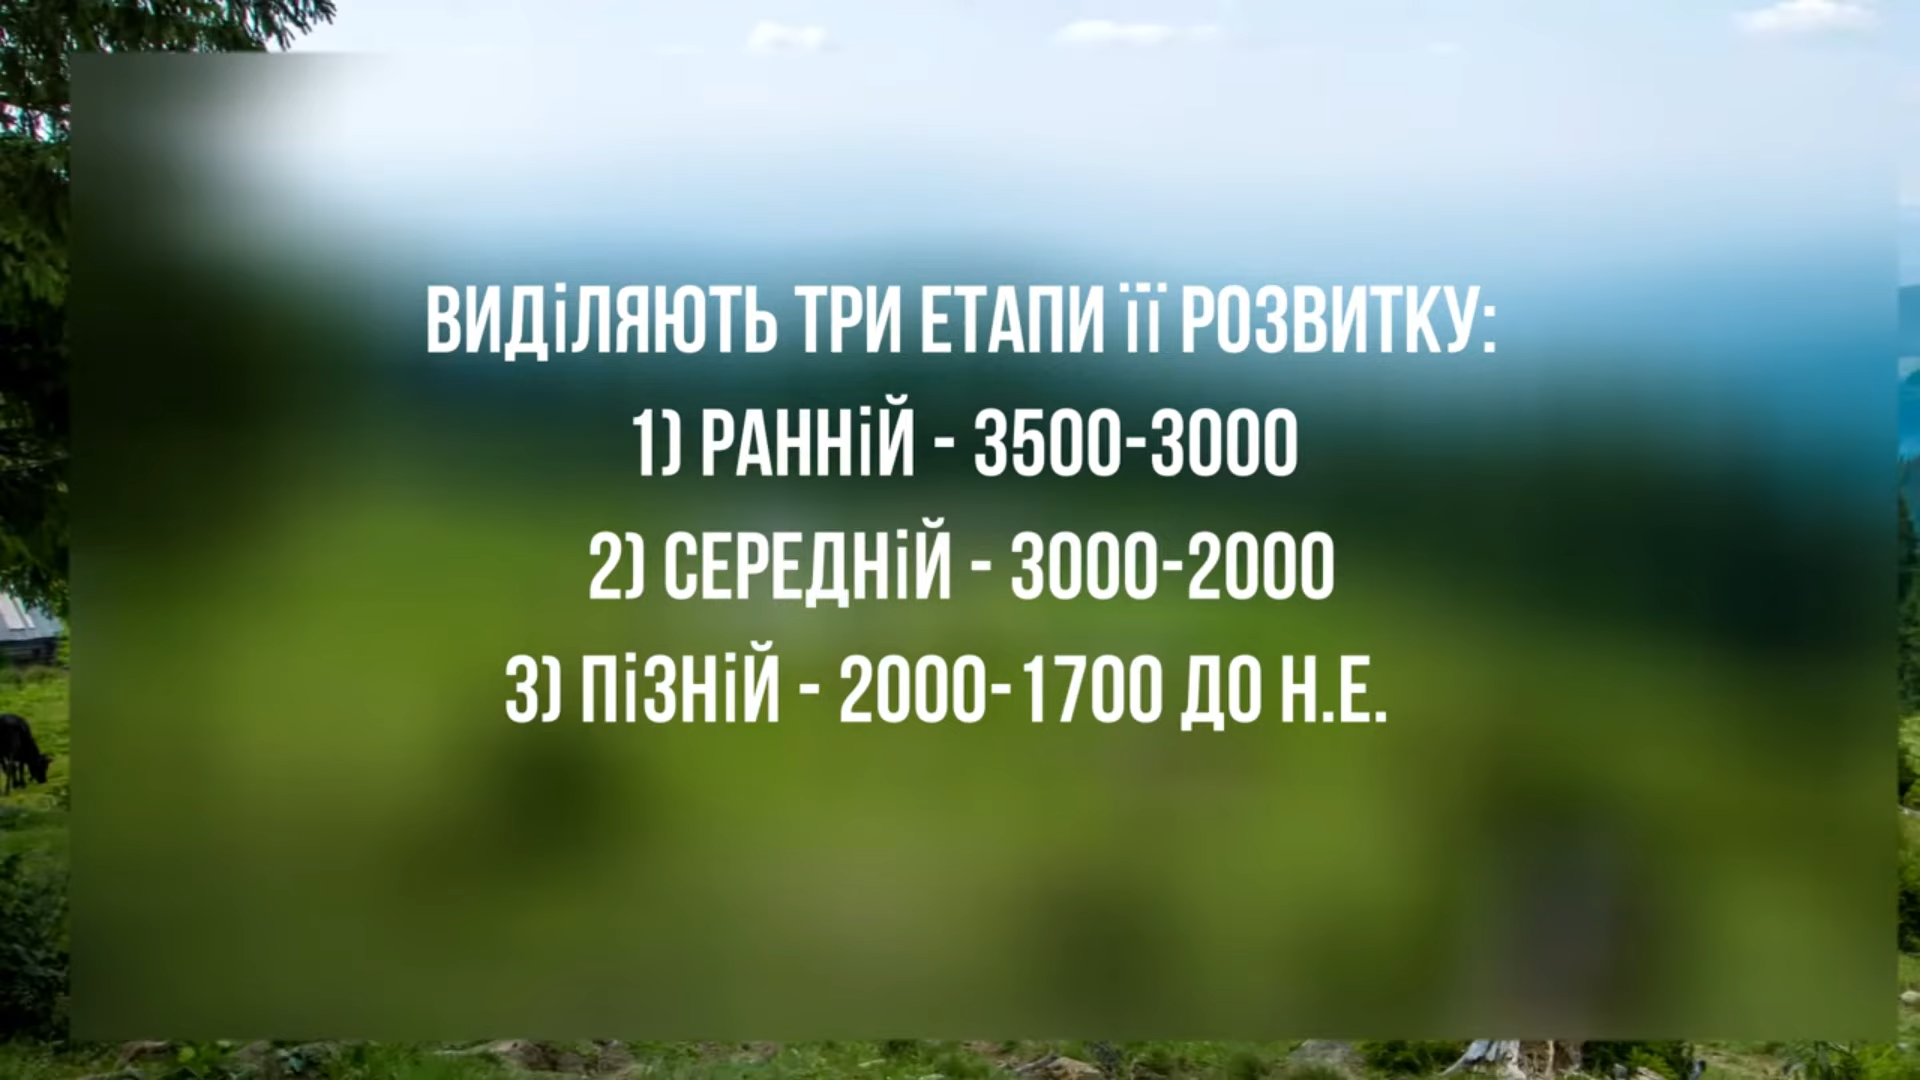 ВИДіЛЯЮТЬ ТРИ ЕТАПИ її РОЗВИТКУ:
1) РАННіЙ - 3500-3000
2) СЕРЕДНіЙ - 3000-2000
3) ПіЗНіЙ - 2000-1700 ДО Н.Е.